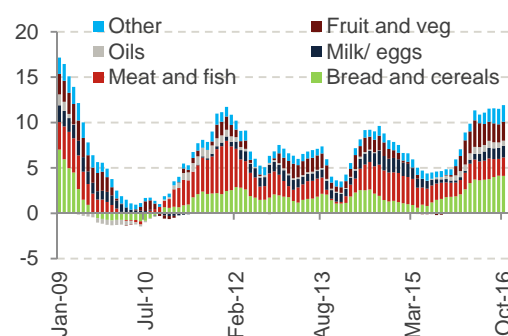 20
15
10
5
0
-5
Other
Fruit and veg
Oils
Milk/ eggs
Meat and fish
Bread and cereals
Jan-09
Jul-10
Feb-12
Aug-13
Mar-15
Oct-16